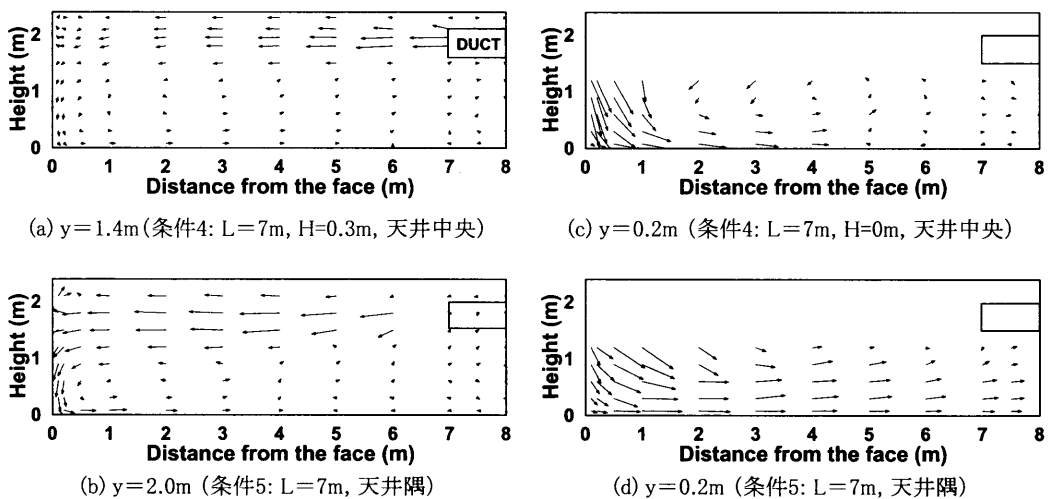 Height (m)
2
1
0
DUCT
0 1 2 3 4 5 6 7 8
Distance from the face (m)
(a) y=1.4m(条件4: L=7m, H=0.3m, 天井中央)
Height (m)
2
1
0
0 1 2 3 4 5 6 7 8
Distance from the face (m)
(c) y=0.2m (条件4: L=7m, H=0m, 天井中央)
Height (m)
2
1
0
0 1 2 3 4 5 6 7 8
Distance from the face (m)
(b) y=2.0m (条件5: L=7m, 天井隅)
Height (m)
2
1
0
0 1 2 3 4 5 6 7 8
Distance from the face (m)
(d) y=0.2m (条件5: L=7m, 天井隅)